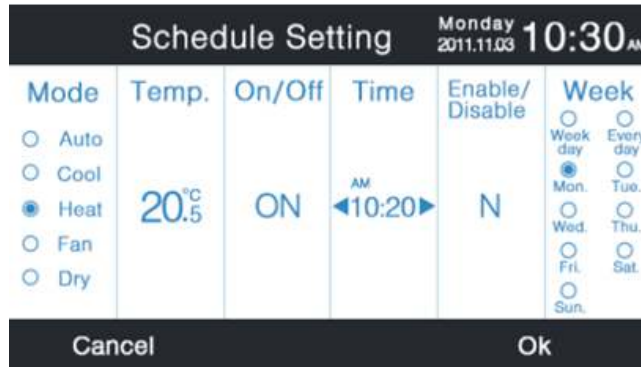 Schedule Setting
Monday
2011.11.03
10:30 AM
Mode
Auto
Cool
Heat
Fan
Dry
Temp.
20.5 °C
On/Off
ON
Time
AM
◀10:20▶
Enable/
Disable
N
Week
Week day
Every day
Mon.
Tue.
Wed.
Thu.
Fri.
Sat.
Sun.
Cancel
Ok